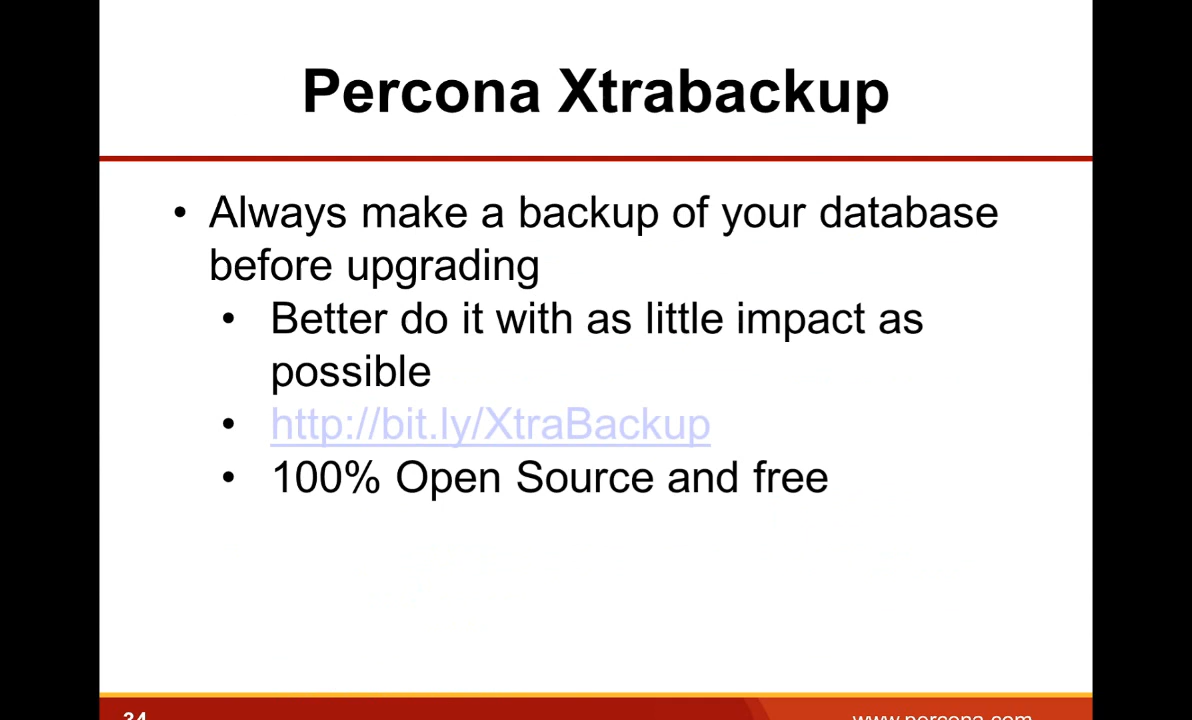 Percona Xtrabackup
• Always make a backup of your database
before upgrading
• Better do it with as little impact as
possible
• http://bit.ly/XtraBackup
• 100% Open Source and free
34
www.percona.com